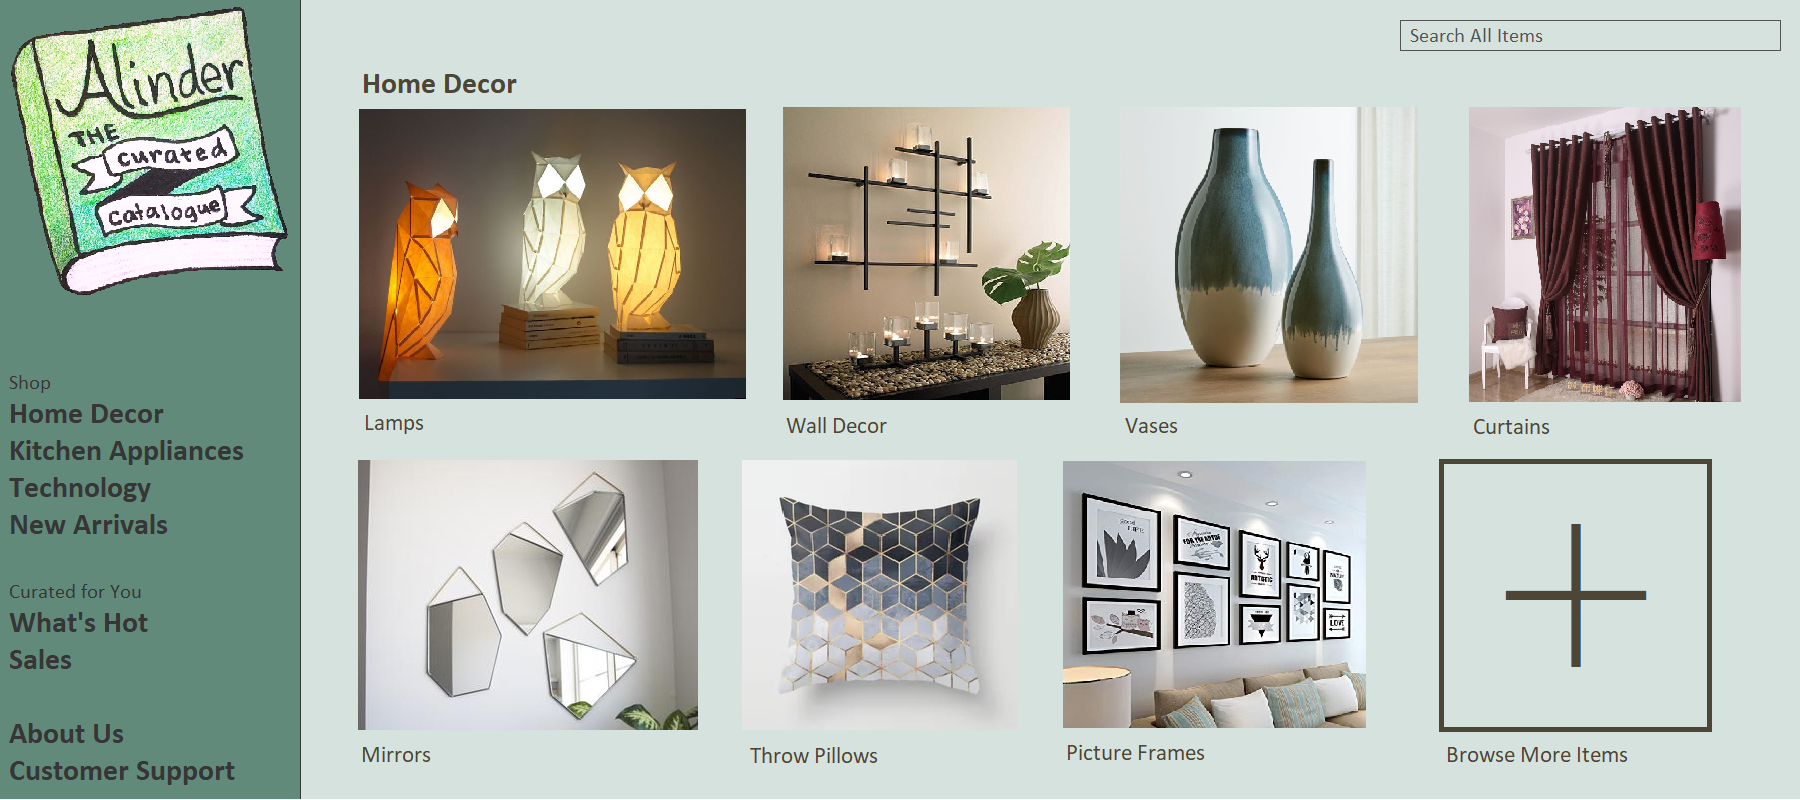 Alinder
THE
curated
catalogue
Shop
Home Decor
Kitchen Appliances
Technology
New Arrivals
Curated for You
What's Hot
Sales
About Us
Customer Support
Search All Items
Home Decor
Lamps
Wall Decor
Vases
Curtains
Mirrors
Throw Pillows
ARTISTIC
LOVE
Picture Frames
Browse More Items